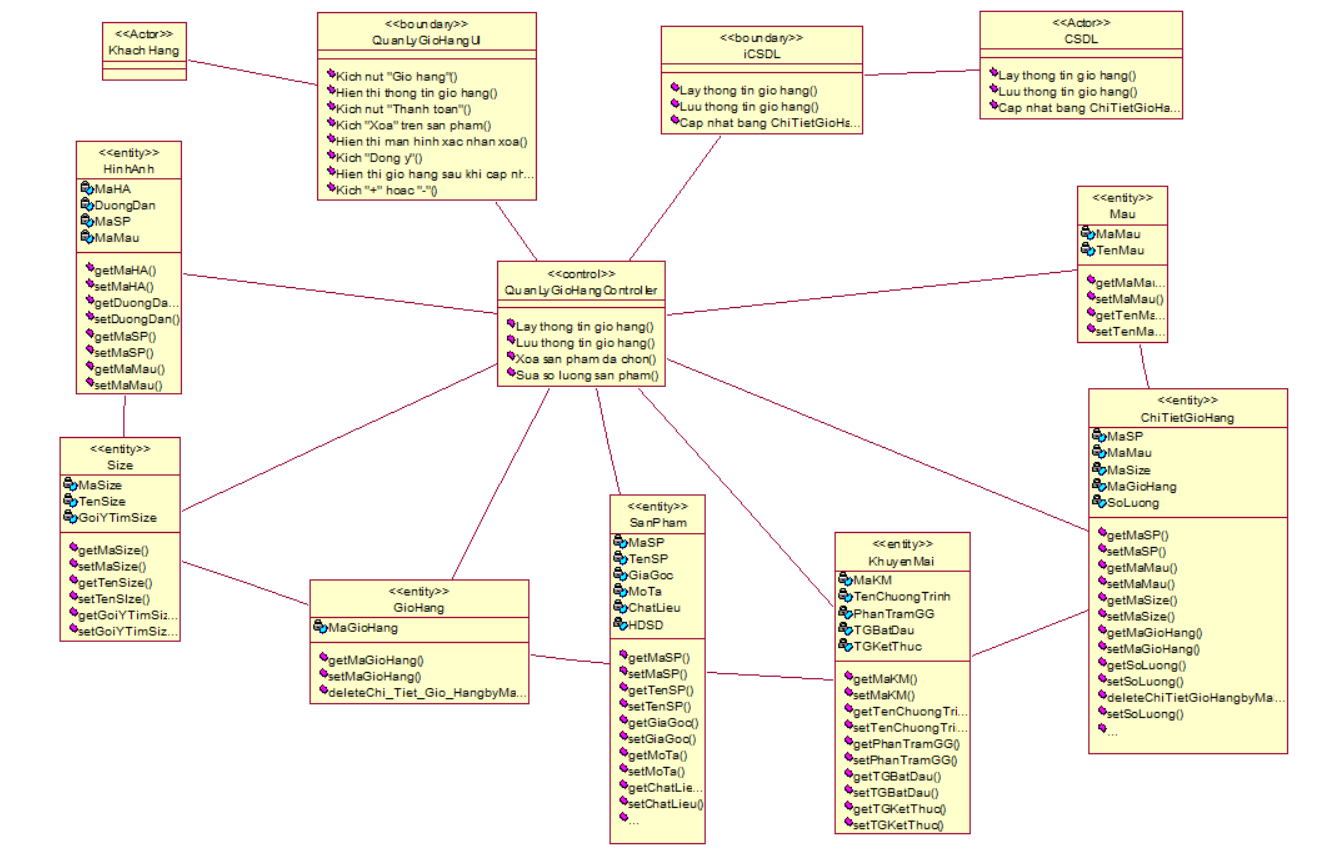 <<Actor>>
Khach Hang
<<boundary>>
QuanLyGioHangUI
Kich nut "Gio hang"()
Hien thi thong tin gio hang()
Kich nut "Thanh toan"()
Kich "Xoa" tren san pham()
Hien thi man hinh xac nhan xoa()
Kich "Dong y"()
Hien thi gio hang sau khi cap nh...
Kich "+" hoac "-"()
<<boundary>>
iCSDL
Lay thong tin gio hang()
Luu thong tin gio hang()
Cap nhat bang ChiTietGioHa...
<<Actor>>
CSDL
Lay thong tin gio hang()
Luu thong tin gio hang()
Cap nhat bang ChiTietGioHa...
<<entity>>
HinhAnh
MaHA
DuongDan
MaSP
MaMau
getMaHA()
setMaHA()
getDuongDa...
setDuongDan()
getMaSP()
setMaSP()
getMaMau()
setMaMau()
<<control>>
QuanLyGioHangController
Lay thong tin gio hang()
Luu thong tin gio hang()
Xoa san pham da chon()
Sua so luong san pham()
<<entity>>
Mau
MaMau
TenMau
getMaMau...
setMaMau()
getTenMa...
setTenMa...
<<entity>>
Size
MaSize
TenSize
GoiYTimSize
getMaSize()
setMaSize()
getTenSize()
setTenSIze()
getGoiYTimSiz...
setGoiYTimSiz...
<<entity>>
GioHang
MaGioHang
getMaGioHang()
setMaGioHang()
deleteChi_Tiet_Gio_HangbyMa...
<<entity>>
SanPham
MaSP
TenSP
GiaGoc
MoTa
ChatLieu
HDSD
getMaSP()
setMaSP()
getTenSP()
setTenSP()
getGiaGoc()
setGiaGoc()
getMoTa()
setMoTa()
getChatLie...
setChatLieu()
...
<<entity>>
KhuyenMai
MaKM
TenChuongTrinh
PhanTramGG
TGBatDau
TGKetThuc
getMaKM()
setMaKM()
getTenChuongTri...
setTenChuongTri...
getPhanTramGG()
setPhanTramGG()
getTGBatDau()
setTGBatDau()
getTGKetThuc()
setTGKetThuc()
<<entity>>
ChiTietGioHang
MaSP
MaMau
MaSize
MaGioHang
SoLuong
getMaSP()
setMaSP()
getMaMau()
setMaMau()
getMaSize()
setMaSize()
getMaGioHang()
setMaGioHang()
getSoLuong()
setSoLuong()
deleteChiTietGioHangbyMa...
setSoLuong()
...